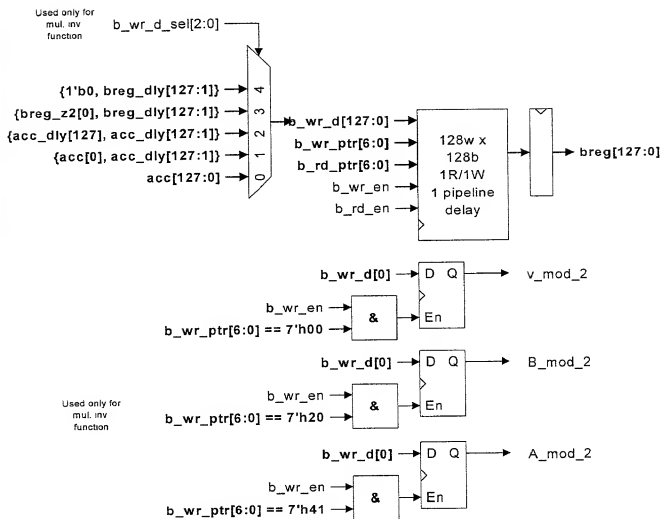 Used only for
mul. inv
function
b_wr_d_sel[2:0]
{1'b0, breg_dly[127:1]}
4
{breg_z2[0], breg_dly[127:1]}
3
{acc_dly[127], acc_dly[127:1]}
2
{acc[0], acc_dly[127:1]}
1
acc[127:0]
0
b_wr_d[127:0]
b_wr_ptr[6:0]
b_rd_ptr[6:0]
b_wr_en
b_rd_en
128w x
128b
1R/1W
1 pipeline
delay
breg[127:0]
b_wr_d[0]
D Q
v_mod_2
b_wr_en
b_wr_ptr[6:0] == 7'h00
&
En
b_wr_d[0]
D Q
B_mod_2
Used only for
mul. inv
function
b_wr_en
b_wr_ptr[6:0] == 7'h20
&
En
b_wr_d[0]
D Q
A_mod_2
b_wr_en
b_wr_ptr[6:0] == 7'h41
&
En